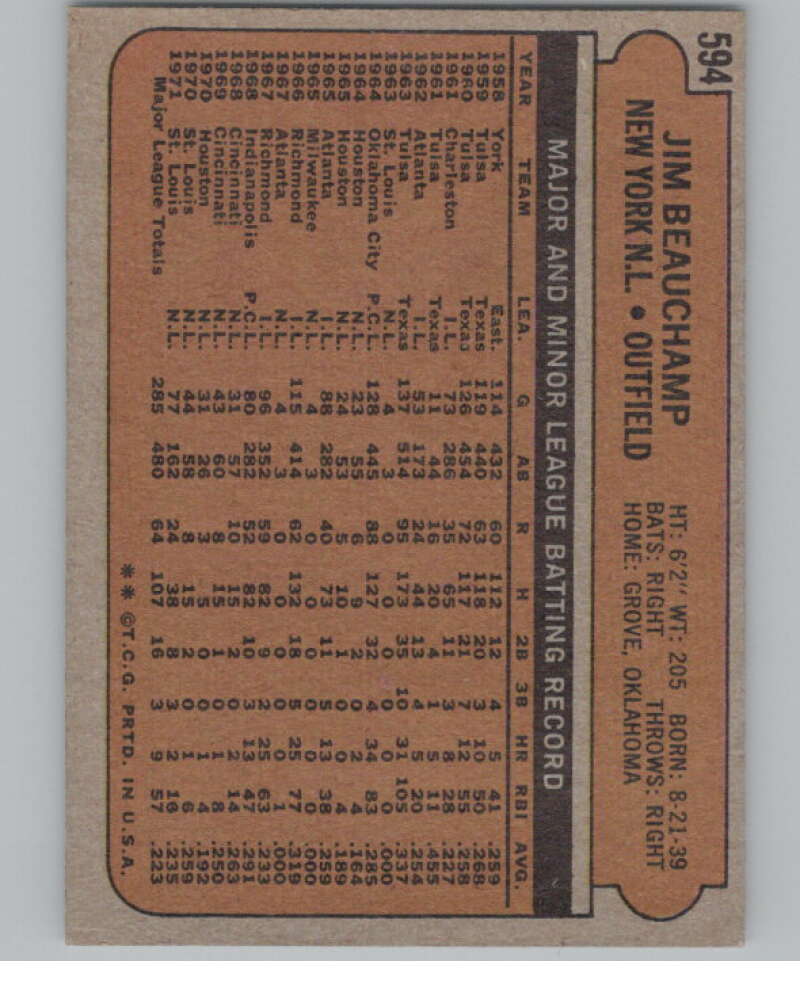 594
JIM BEAUCHAMP
NEW YORK N.L. • OUTFIELD
HT: 6'2" WT: 205 BORN: 8-21-39
BATS: RIGHT THROWS: RIGHT
HOME: GROVE, OKLAHOMA
MAJOR AND MINOR LEAGUE BATTING RECORD
YEAR TEAM LEA. G AB R H 2B 3B HR RBI AVG.
1958 York East. 114 432 60 112 12 4 5 41 .259
1959 Tulsa Texas 119 440 63 118 20 3 10 50 .268
1960 Tulsa Texas 126 454 72 117 21 7 12 55 .258
1961 Charleston I.L. 73 286 35 65 11 3 8 28 .227
1961 Tulsa Texas 11 44 16 20 4 1 5 11 .455
1962 Atlanta I.L. 53 173 24 44 13 4 5 20 .254
1963 Tulsa Texas 137 514 95 173 35 10 31 105 .337
1963 St. Louis N.L. 4 3 0 0 0 0 0 0 .000
1964 Oklahoma City P.C.L. 128 445 88 127 32 4 34 83 .285
1964 Houston N.L. 23 55 6 9 2 0 2 4 .164
1965 Houston N.L. 24 53 5 10 1 0 0 4 .189
1965 Atlanta I.L. 88 282 40 73 11 5 13 38 .259
1965 Milwaukee N.L. 4 3 0 0 0 0 0 0 .000
1966 Richmond I.L. 115 414 62 132 18 5 25 77 .319
1967 Atlanta N.L. 4 3 0 0 0 0 0 1 .000
1967 Richmond I.L. 96 352 59 82 9 2 25 63 .233
1968 Indianapolis P.C.L. 80 282 52 82 10 3 13 47 .291
1968 Cincinnati N.L. 31 57 10 15 2 0 2 14 .263
1969 Cincinnati N.L. 43 60 8 15 1 0 1 8 .250
1970 Houston N.L. 31 26 3 5 0 0 1 4 .192
1970 St. Louis N.L. 44 58 8 15 2 0 1 6 .259
1971 St. Louis N.L. 77 162 24 38 8 3 2 16 .235
Major League Totals 285 480 64 107 16 3 9 57 .223
** ©T.C.G. PRTD. IN U.S.A.